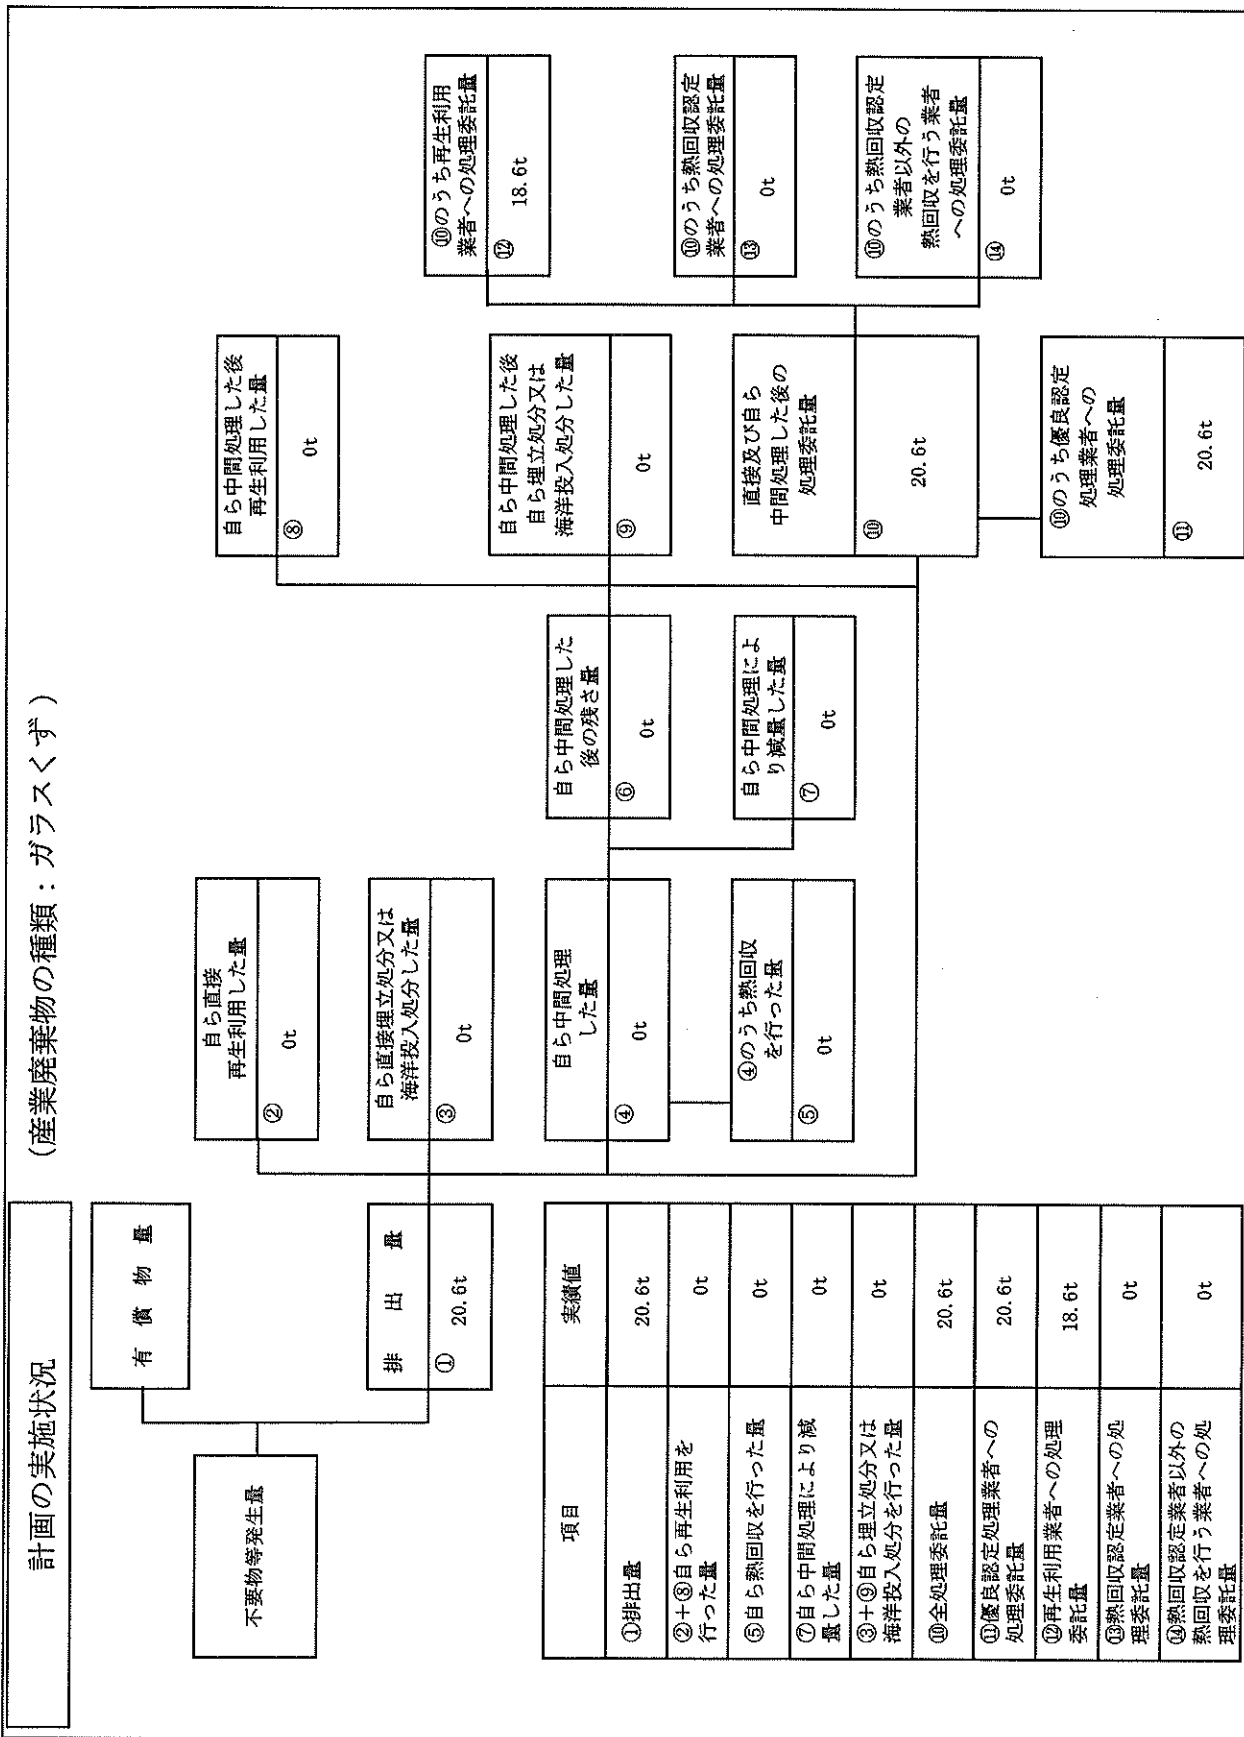 計画の実施状況
(産業廃棄物の種類：ガラスくず)
不要物等発生量
有償物量
排出量
① 20.6t
自ら直接
再生利用した量
② 0t
自ら直接埋立処分又は
海洋投入処分した量
③ 0t
自ら中間処理
した量
④ 0t
④のうち熱回収
を行った量
⑤ 0t
自ら中間処理した
後の残さ量
⑥ 0t
自ら中間処理によ
り減量した量
⑦ 0t
自ら中間処理した後
再生利用した量
⑧ 0t
自ら中間処理した後
自ら埋立処分又は
海洋投入処分した量
⑨ 0t
直接及び自ら
中間処理した後の
処理委託量
⑩ 20.6t
⑩のうち優良認定
処理業者への
処理委託量
⑪ 20.6t
⑩のうち再生利用
業者への処理委託量
⑫ 18.6t
⑩のうち熱回収認定
業者への処理委託量
⑬ 0t
⑩のうち熱回収認定
業者以外の
熱回収を行う業者
への処理委託量
⑭ 0t
項目 実績値
①排出量 20.6t
②+⑧自ら再生利用を
行った量 0t
⑤自ら熱回収を行った量 0t
⑦自ら中間処理により減
量した量 0t
③+⑨自ら埋立処分又は
海洋投入処分を行った量 0t
⑩全処理委託量 20.6t
⑪優良認定処理業者への
処理委託量 20.6t
⑫再生利用業者への処理
委託量 18.6t
⑬熱回収認定業者への処
理委託量 0t
⑭熱回収認定業者以外の
熱回収を行う業者への処
理委託量 0t